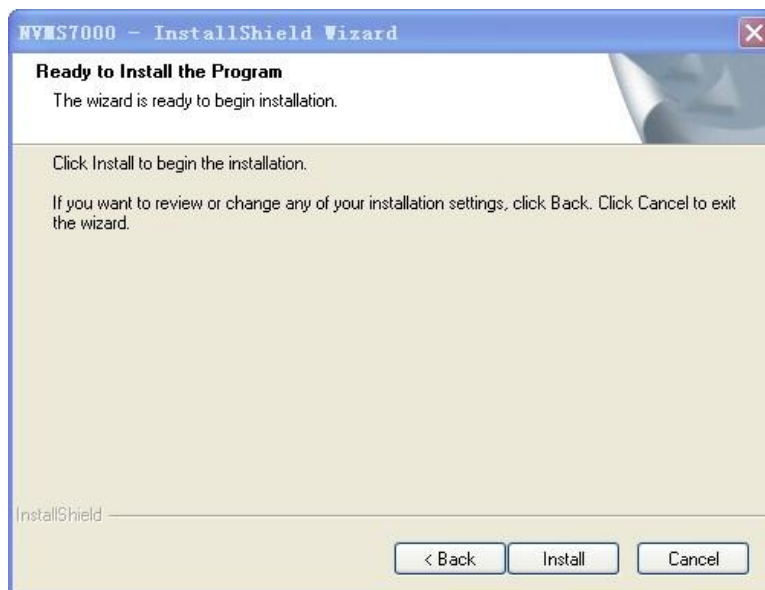 NVMS7000 - InstallShield Wizard
Ready to Install the Program
The wizard is ready to begin installation.
Click Install to begin the installation.
If you want to review or change any of your installation settings, click Back. Click Cancel to exit
the wizard.
InstallShield
< Back Install Cancel